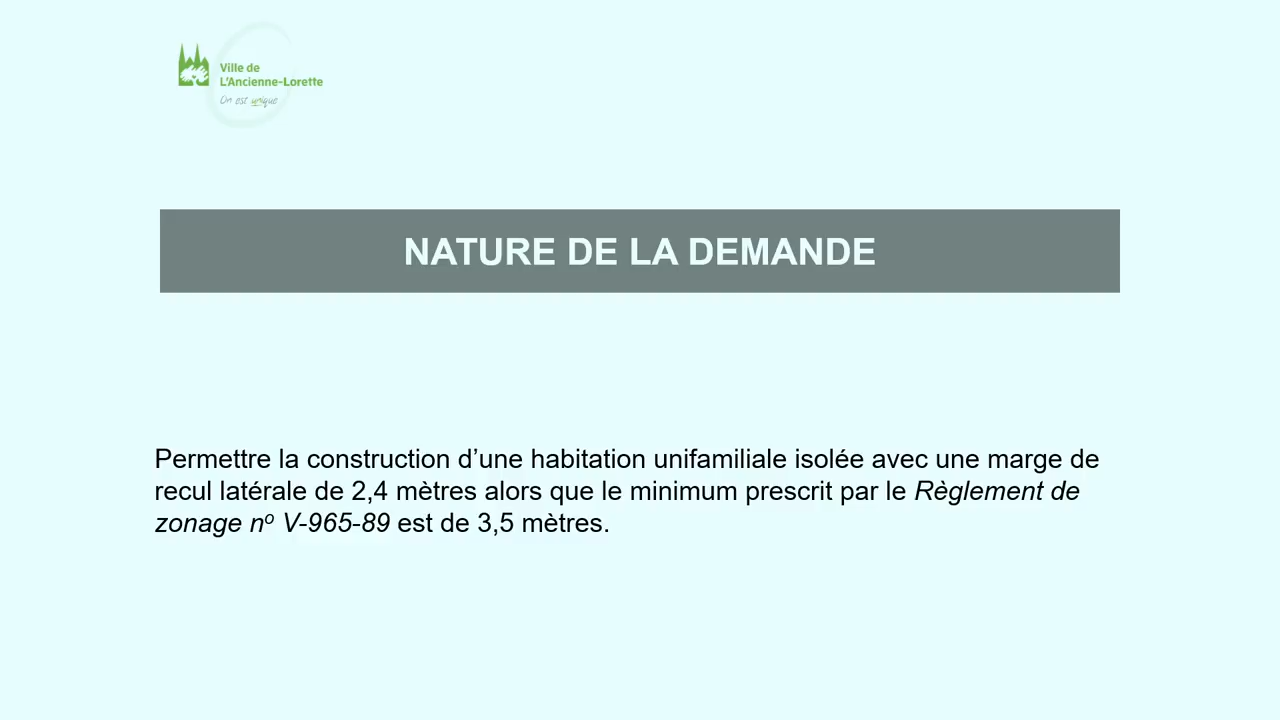 Ville de
L'Ancienne-Lorette
On est unique
NATURE DE LA DEMANDE
Permettre la construction d’une habitation unifamiliale isolée avec une marge de
recul latérale de 2,4 mètres alors que le minimum prescrit par le Règlement de
zonage nº V-965-89 est de 3,5 mètres.